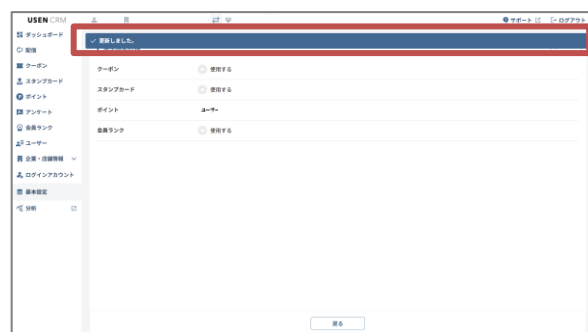 USEN CRM
サポート
ログアウト
更新しました。
ダッシュボード
配信
クーポン
スタンプカード
ポイント
アンケート
会員ランク
ユーザー
企業・店舗情報
ログインアカウント
基本設定
分析
クーポン 使用する
スタンプカード 使用する
ポイント ユーザー
会員ランク 使用する
戻る